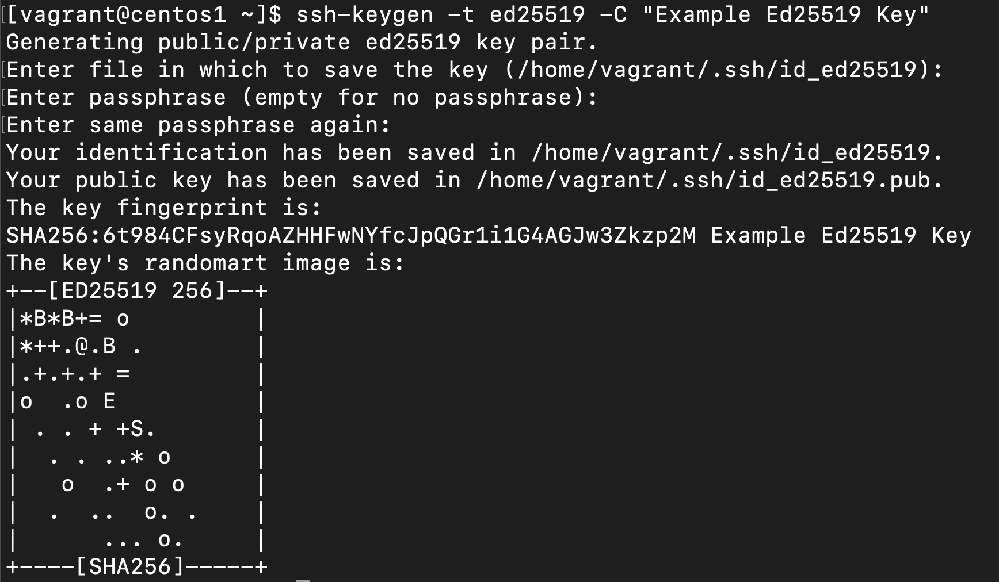 [vagrant@centos1 ~]$ ssh-keygen -t ed25519 -C "Example Ed25519 Key"
Generating public/private ed25519 key pair.
Enter file in which to save the key (/home/vagrant/.ssh/id_ed25519):
Enter passphrase (empty for no passphrase):
Enter same passphrase again:
Your identification has been saved in /home/vagrant/.ssh/id_ed25519.
Your public key has been saved in /home/vagrant/.ssh/id_ed25519.pub.
The key fingerprint is:
SHA256:6t984CFsyRqoAZHHFwNYfcJpQGr1i1G4AGJw3Zkzp2M Example Ed25519 Key
The key's randomart image is:
+--[ED25519 256]--+
|*B*B+= o         |
|*++.@.B .        |
|.+.+.+ =         |
|o  .o E          |
| . . + +S.       |
|  . . ..* o      |
|   o  .+ o o     |
|  .  ..  o. .    |
|      ... o.     |
+----[SHA256]-----+